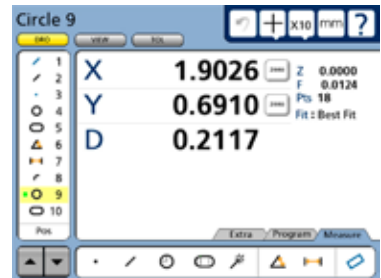 Circle 9
X10 mm ?
DRO VIEW TOL
1
2
3
4
5
6
7
8
9
10
Pos
X 1.9026
Y 0.6910
D 0.2117
Z 0.0000
F 0.0124
Pts 18
Fit : Best Fit
Extra Program Measure